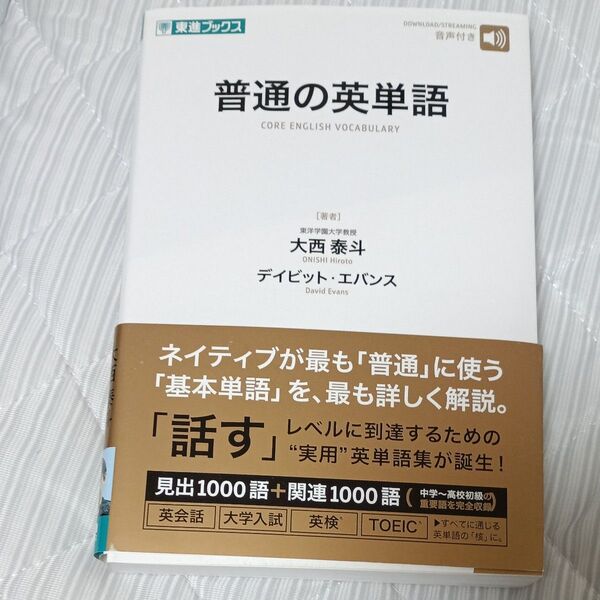 東進ブックス
DOWNLOAD/STREAMING
音声付き
普通の英単語
CORE ENGLISH VOCABULARY
[著者]
東洋学園大学教授
大西 泰斗
ONISHI Hiroto
デイビット・エバンス
David Evans
ネイティブが最も「普通」に使う
「基本単語」を、最も詳しく解説。
「話す」レベルに到達するための
“実用”英単語集が誕生!
見出1000語+関連1000語(中学~高校初級の
重要語を完全収録)
英会話 大学入試 英検 TOEIC ▶すべてに通じる
英単語の「核」に。